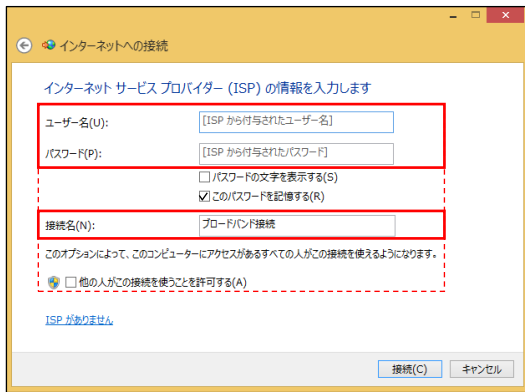 インターネットへの接続
インターネット サービス プロバイダー (ISP) の情報を入力します
ユーザー名(U):
[ISP から付与されたユーザー名]
パスワード(P):
[ISP から付与されたパスワード]
パスワードの文字を表示する(S)
このパスワードを記憶する(R)
接続名(N):
ブロードバンド接続
このオプションによって、このコンピューターにアクセスがあるすべての人がこの接続を使えるようになります。
他の人がこの接続を使うことを許可する(A)
ISP がありません
接続(C)
キャンセル